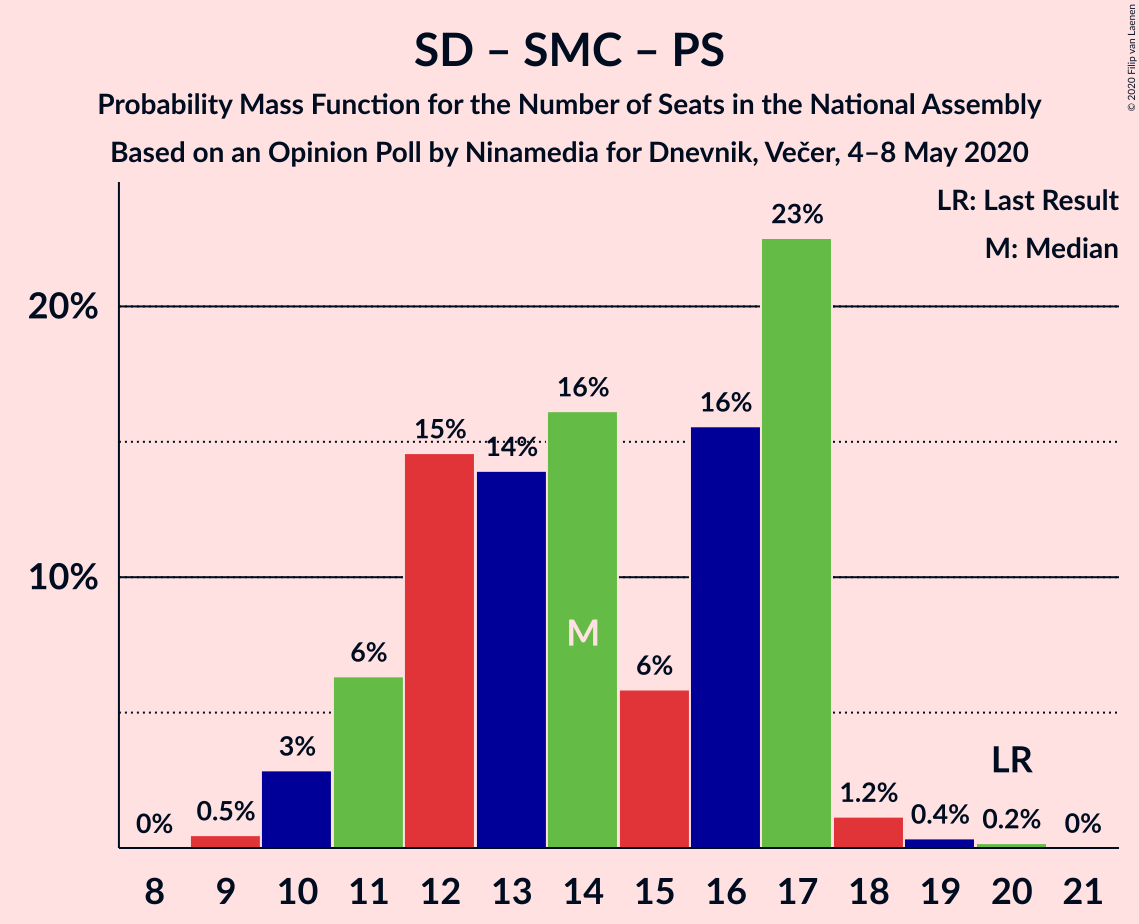 SD – SMC – PS
Probability Mass Function for the Number of Seats in the National Assembly
Based on an Opinion Poll by Ninamedia for Dnevnik, Večer, 4–8 May 2020
© 2020 Filip van Laenen
LR: Last Result
M: Median
20%
10%
0%
0.5%
3%
6%
15%
14%
16%
6%
16%
23%
1.2%
0.4%
0.2%
0%
M
LR
8 9 10 11 12 13 14 15 16 17 18 19 20 21